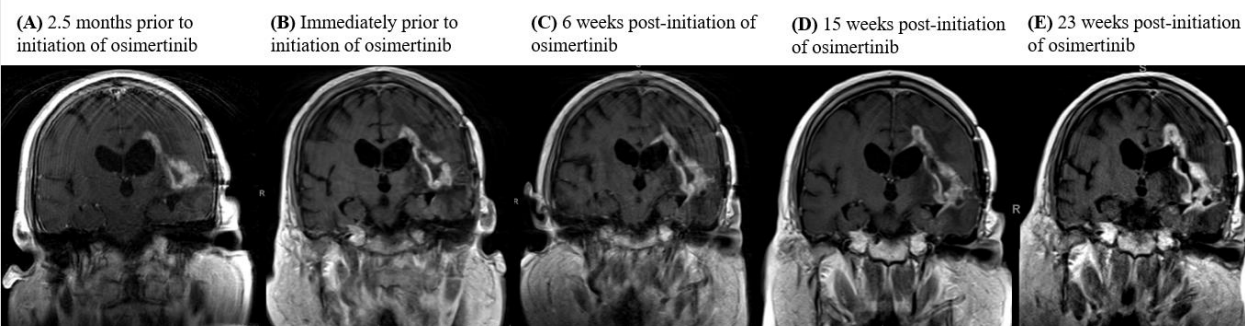 (A) 2.5 months prior to
initiation of osimertinib
(B) Immediately prior to
initiation of osimertinib
(C) 6 weeks post-initiation of
osimertinib
(D) 15 weeks post-initiation
of osimertinib
(E) 23 weeks post-initiation
of osimertinib
R
R
R
S